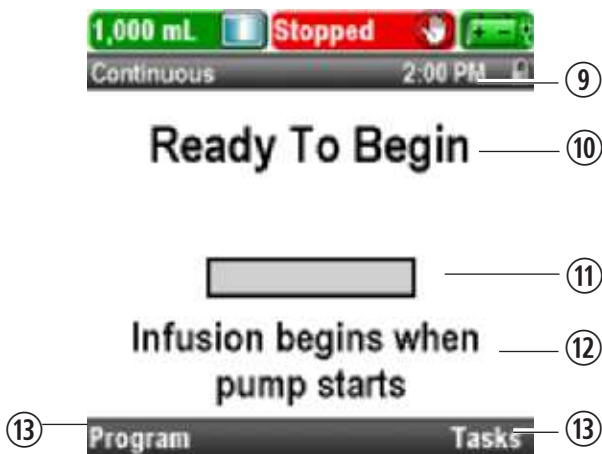 1,000 mL Stopped
Continuous 2:00 PM 9
Ready To Begin 10
11
Infusion begins when 12
pump starts
13 Program Tasks 13